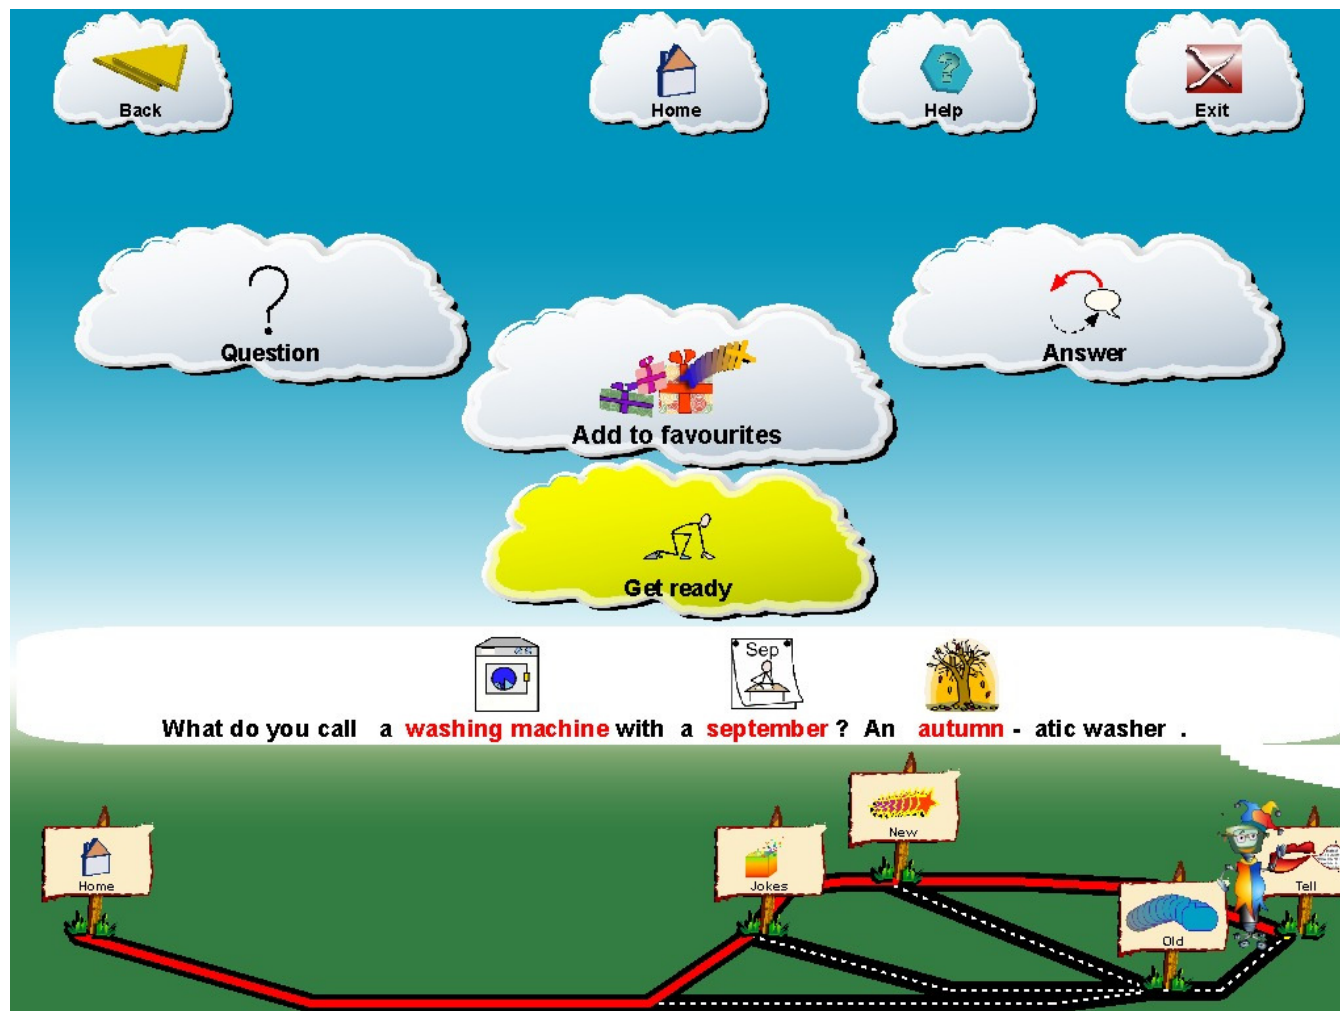 Back
Home
Help
Exit
Question
Answer
Add to favourites
Get ready
Sep
What do you call a washing machine with a september ? An autumn - atic washer .
New
Home
Jokes
Tell
Old